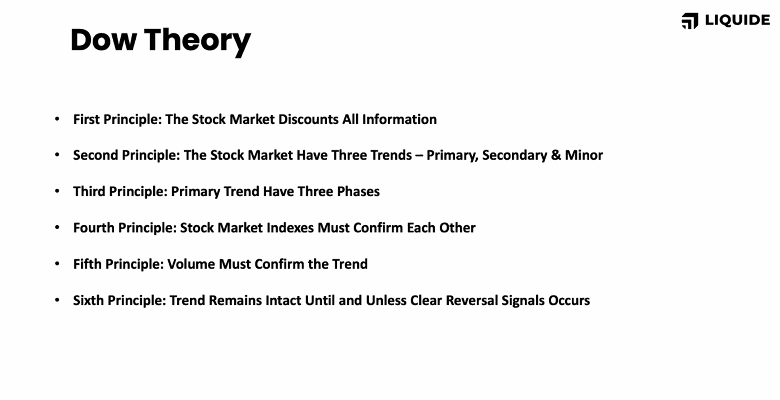 LIQUIDE
Dow Theory
• First Principle: The Stock Market Discounts All Information
• Second Principle: The Stock Market Have Three Trends – Primary, Secondary & Minor
• Third Principle: Primary Trend Have Three Phases
• Fourth Principle: Stock Market Indexes Must Confirm Each Other
• Fifth Principle: Volume Must Confirm the Trend
• Sixth Principle: Trend Remains Intact Until and Unless Clear Reversal Signals Occurs